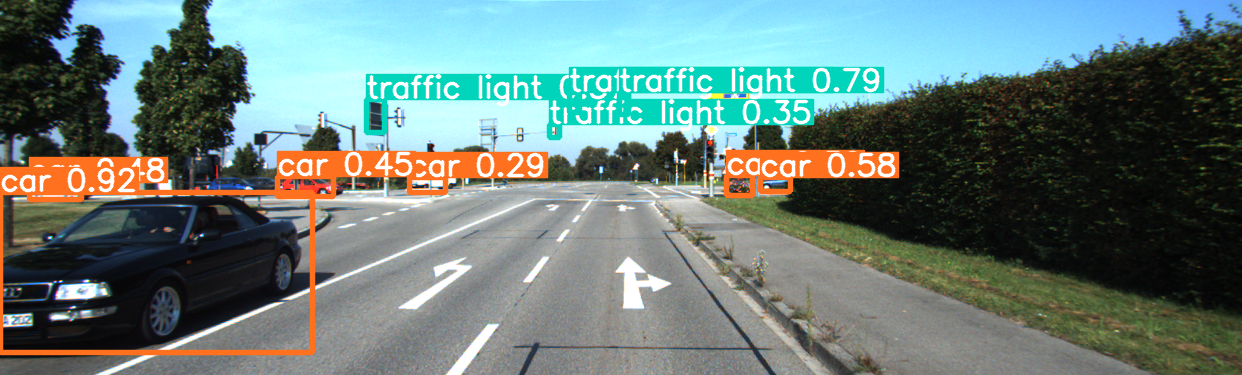 traffic light
traffic light 0.79
traffic light 0.35
car 0.92
car 0.45
car 0.29
car 0.58